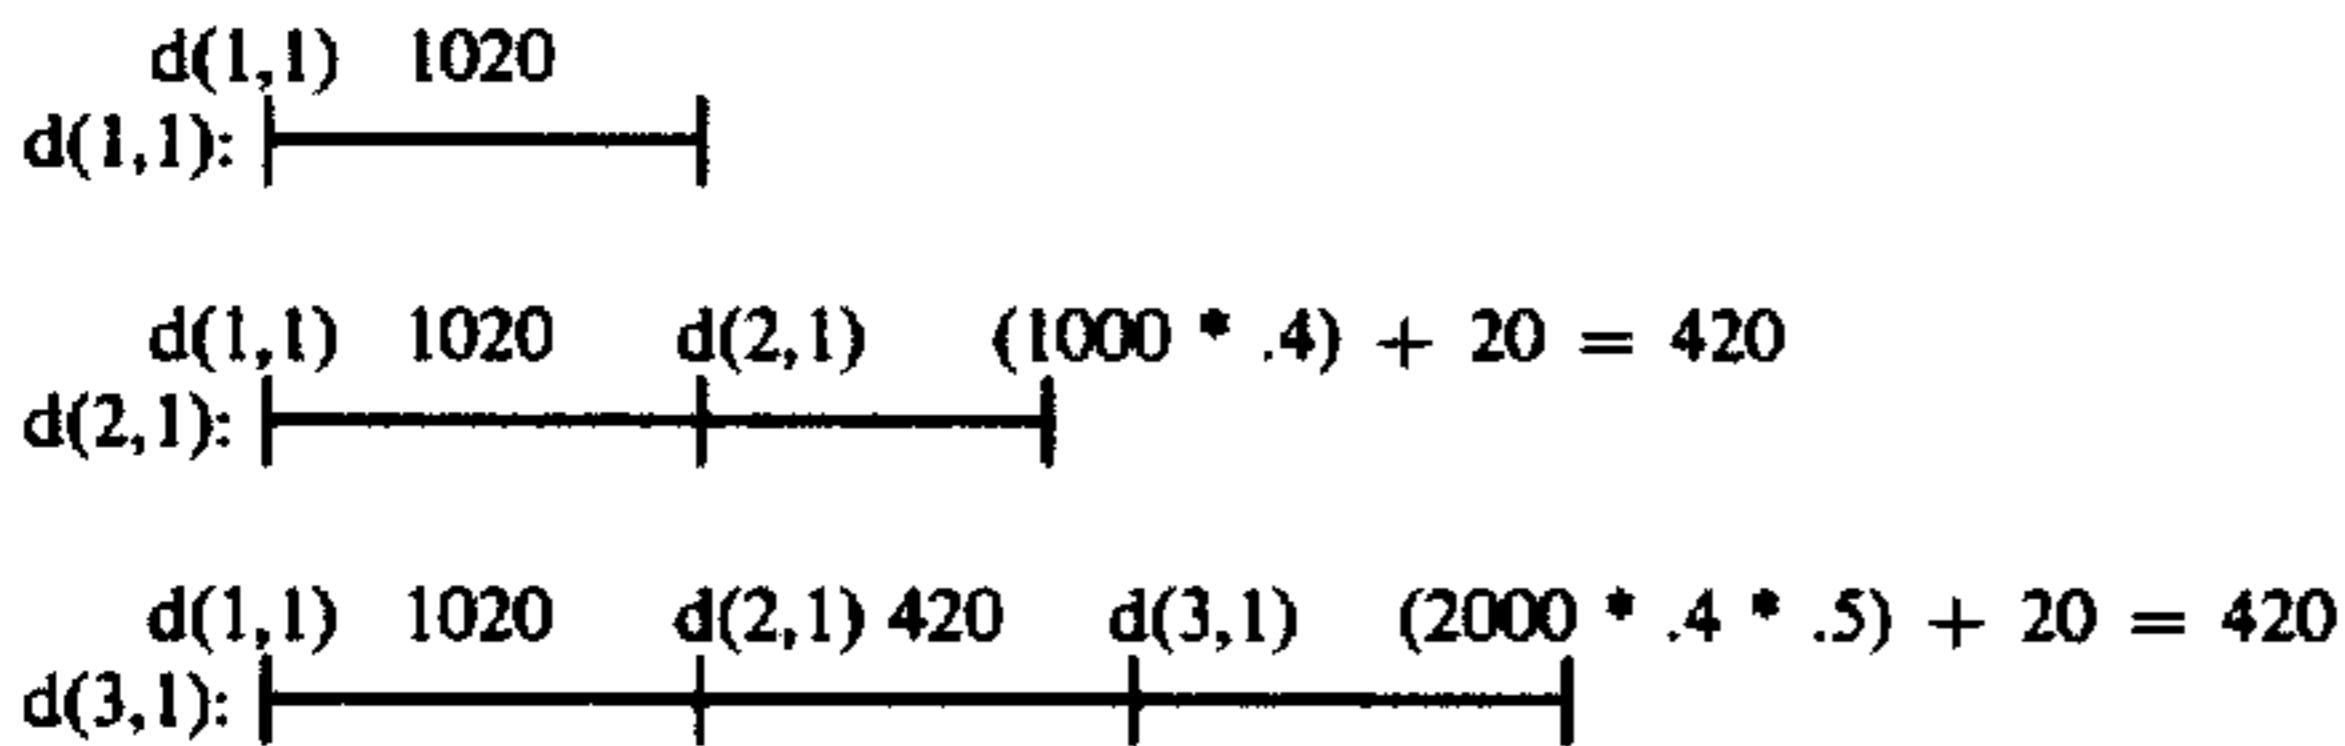 d(1,1) 1020
d(1,1):
d(1,1) 1020 d(2,1) (1000 * .4) + 20 = 420
d(2,1):
d(1,1) 1020 d(2,1) 420 d(3,1) (2000 * .4 * .5) + 20 = 420
d(3,1):